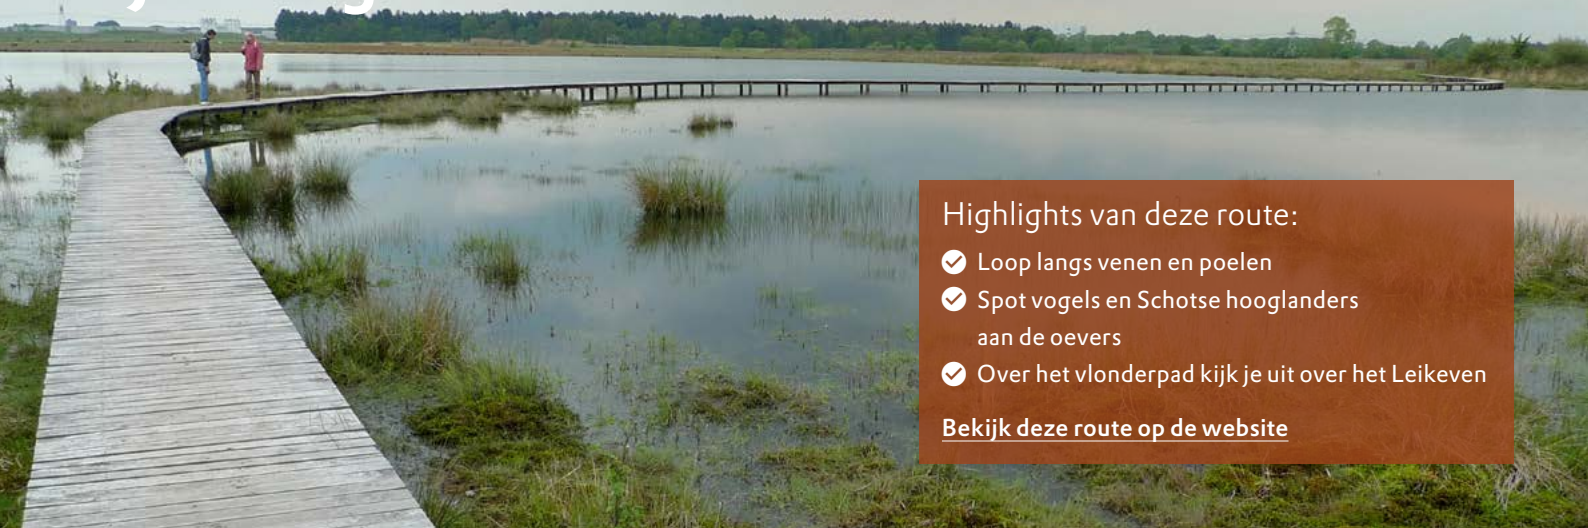 Highlights van deze route:
Loop langs venen en poelen
Spot vogels en Schotse hooglanders
aan de oevers
Over het vlonderpad kijk je uit over het Leikeven
Bekijk deze route op de website